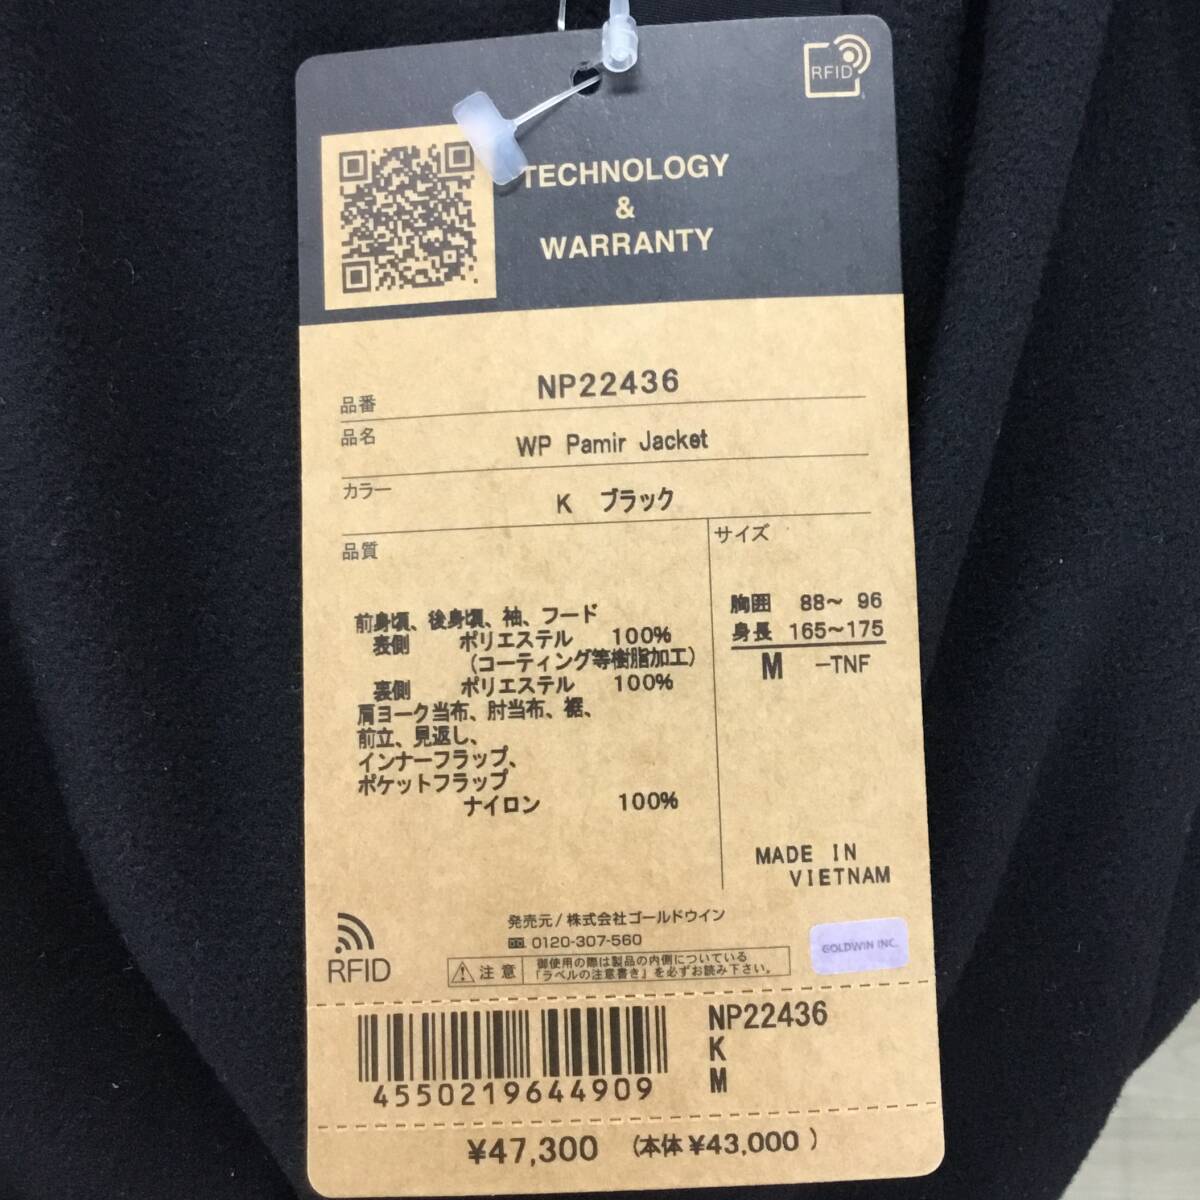 RFID
TECHNOLOGY
&
WARRANTY
品番 NP22436
品名 WP Pamir Jacket
カラー K ブラック
品質
前身頃、後身頃、袖、フード
表側 ポリエステル 100%
(コーティング等樹脂加工)
裏側 ポリエステル 100%
肩ヨーク当布、肘当布、裾、
前立、見返し、
インナーフラップ、
ポケットフラップ
ナイロン 100%
サイズ
胸囲 88~ 96
身長 165~175
M -TNF
MADE IN
VIETNAM
発売元/株式会社ゴールドウイン
0120-307-560
GOLDWIN INC.
RFID
注意
御使用の際は製品の内側についている
「ラベルの注意書き」を必ずお読み下さい。
4550219644909
NP22436
K
M
¥47,300 (本体¥43,000)